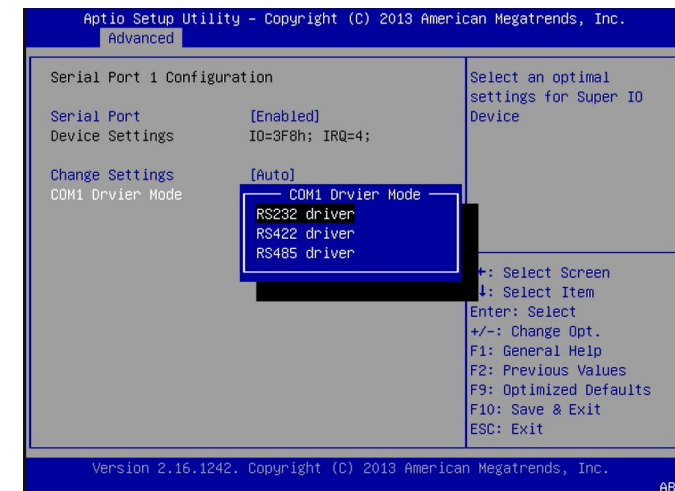 Aptio Setup Utility – Copyright (C) 2013 American Megatrends, Inc.
Advanced
Serial Port 1 Configuration
Serial Port [Enabled]
Device Settings IO=3F8h; IRQ=4;
Change Settings [Auto]
COM1 Drvier Mode
COM1 Drvier Mode
RS232 driver
RS422 driver
RS485 driver
Select an optimal
settings for Super IO
Device
: Select Screen
: Select Item
Enter: Select
+/-: Change Opt.
F1: General Help
F2: Previous Values
F9: Optimized Defaults
F10: Save & Exit
ESC: Exit
Version 2.16.1242. Copyright (C) 2013 American Megatrends, Inc.
AB